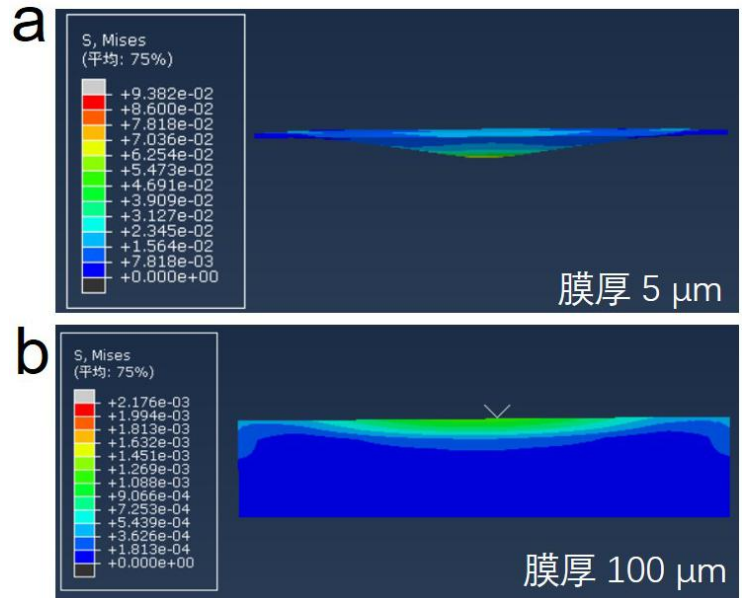 a
S, Mises
(平均: 75%)
+9.382e-02
+8.600e-02
+7.818e-02
+7.036e-02
+6.254e-02
+5.473e-02
+4.691e-02
+3.909e-02
+3.127e-02
+2.345e-02
+1.564e-02
+7.818e-03
+0.000e+00
膜厚 5 μm
b
S, Mises
(平均: 75%)
+2.176e-03
+1.994e-03
+1.813e-03
+1.632e-03
+1.451e-03
+1.269e-03
+1.088e-03
+9.066e-04
+7.253e-04
+5.439e-04
+3.626e-04
+1.813e-04
+0.000e+00
膜厚 100 μm